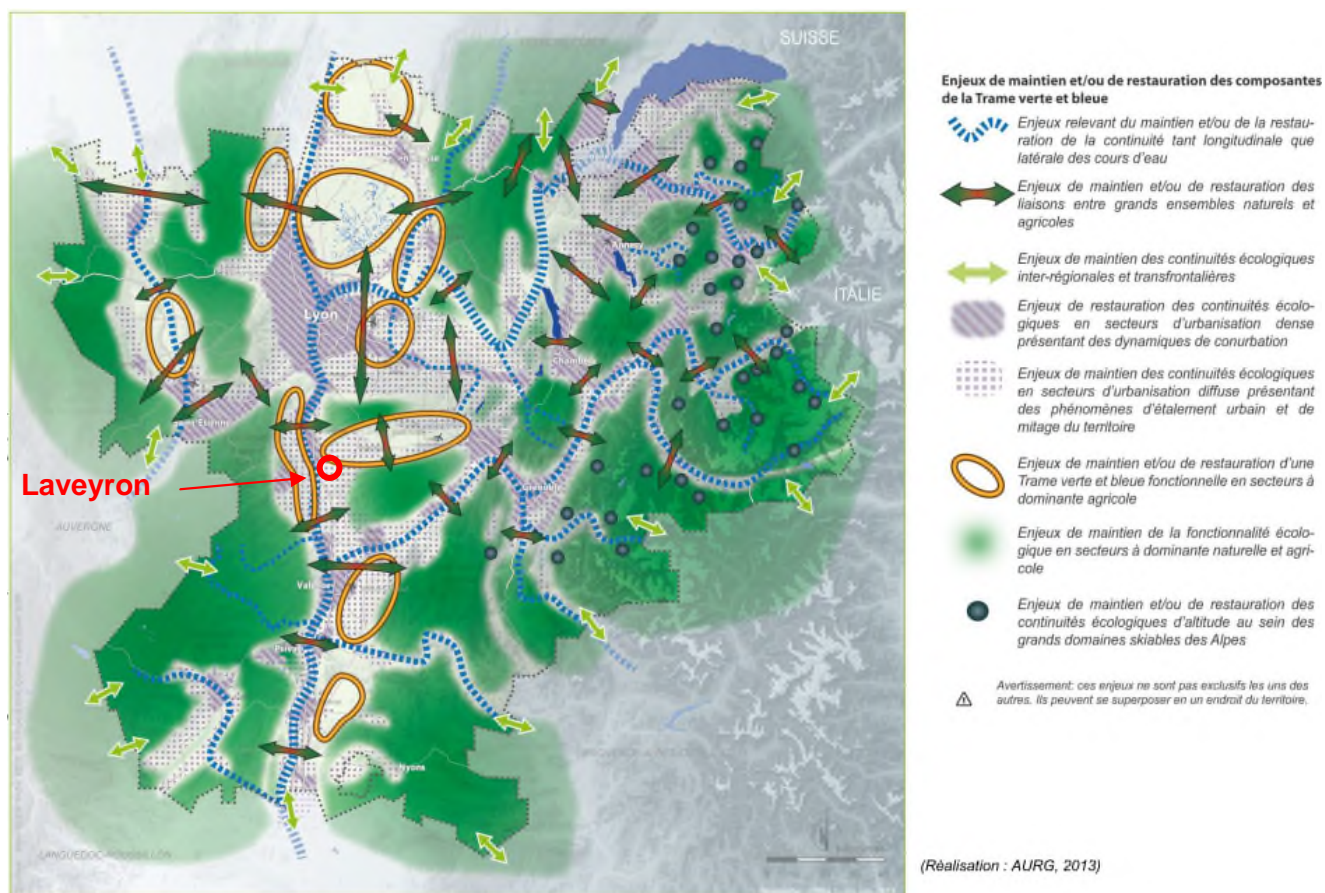 SUISSE
Annecy
ITALIE
Lyon
Chambéry
Saint Etienne
Laveyron
Grenoble
AUVERGNE
Privas
Nyons
LANGUEDOC-ROUSSILLON
Enjeux de maintien et/ou de restauration des composantes
de la Trame verte et bleue
Enjeux relevant du maintien et/ou de la restau-
ration de la continuité tant longitudinale que
latérale des cours d'eau
Enjeux de maintien et/ou de restauration des
liaisons entre grands ensembles naturels et
agricoles
Enjeux de maintien des continuités écologiques
inter-régionales et transfrontalières
Enjeux de restauration des continuités écolo-
giques en secteurs d'urbanisation dense
présentant des dynamiques de conurbation
Enjeux de maintien des continuités écologiques
en secteurs d'urbanisation diffuse présentant
des phénomènes d'étalement urbain et de
mitage du territoire
Enjeux de maintien et/ou de restauration d'une
Trame verte et bleue fonctionnelle en secteurs à
dominante agricole
Enjeux de maintien de la fonctionnalité écolo-
gique en secteurs à dominante naturelle et agri-
cole
Enjeux de maintien et/ou de restauration des
continuités écologiques d'altitude au sein des
grands domaines skiables des Alpes
Avertissement: ces enjeux ne sont pas exclusifs les uns des
autres. Ils peuvent se superposer en un endroit du territoire.
(Réalisation : AURG, 2013)